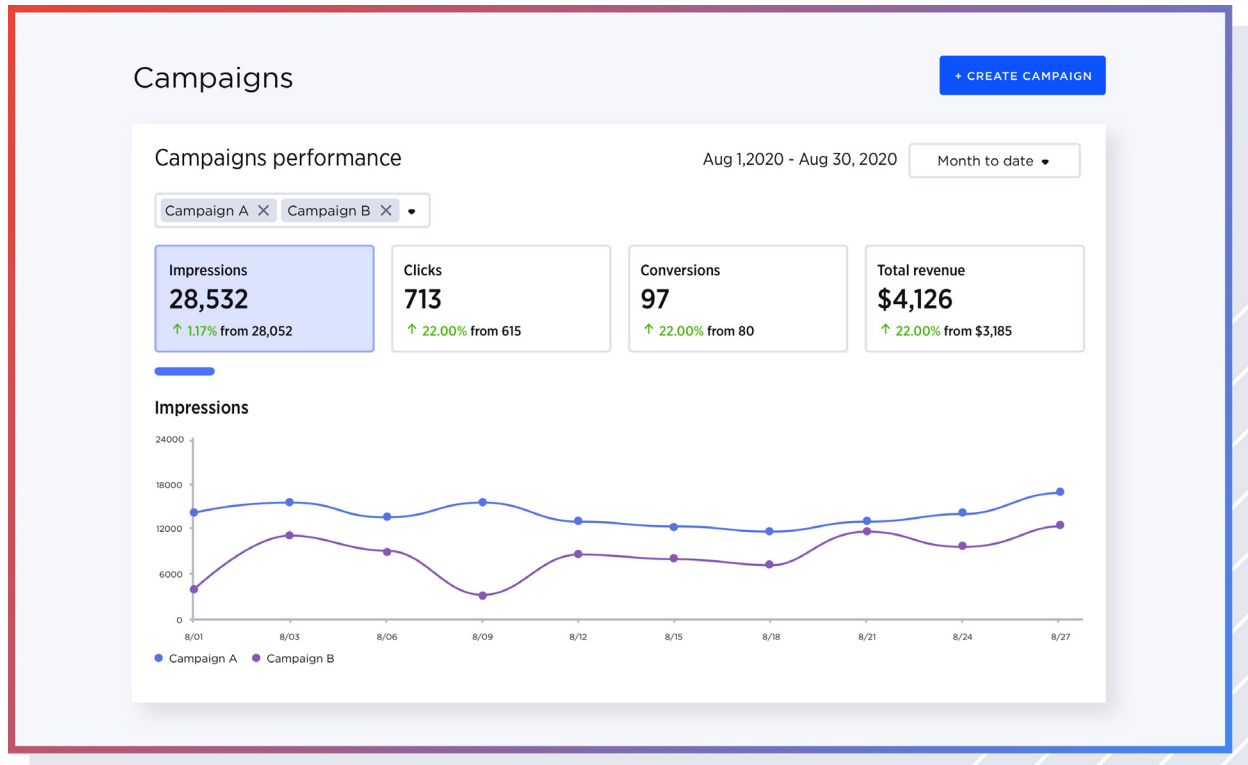 Campaigns
+ CREATE CAMPAIGN
Campaigns performance
Aug 1,2020 - Aug 30, 2020
Month to date
Campaign A
Campaign B
Impressions
28,532
1.17% from 28,052
Clicks
713
22.00% from 615
Conversions
97
22.00% from 80
Total revenue
$4,126
22.00% from $3,185
Impressions
24000
18000
12000
6000
0
8/01 8/03 8/06 8/09 8/12 8/15 8/18 8/21 8/24 8/27
Campaign A Campaign B